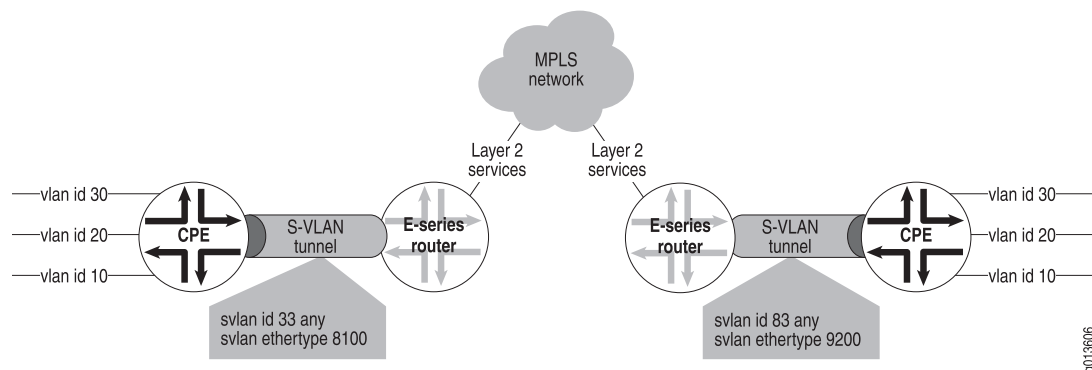 MPLS
network
Layer 2
services
Layer 2
services
vlan id 30
vlan id 20
vlan id 10
CPE
S-VLAN
tunnel
E-series
router
E-series
router
S-VLAN
tunnel
CPE
vlan id 30
vlan id 20
vlan id 10
svlan id 33 any
svlan ethertype 8100
svlan id 83 any
svlan ethertype 9200
g013606